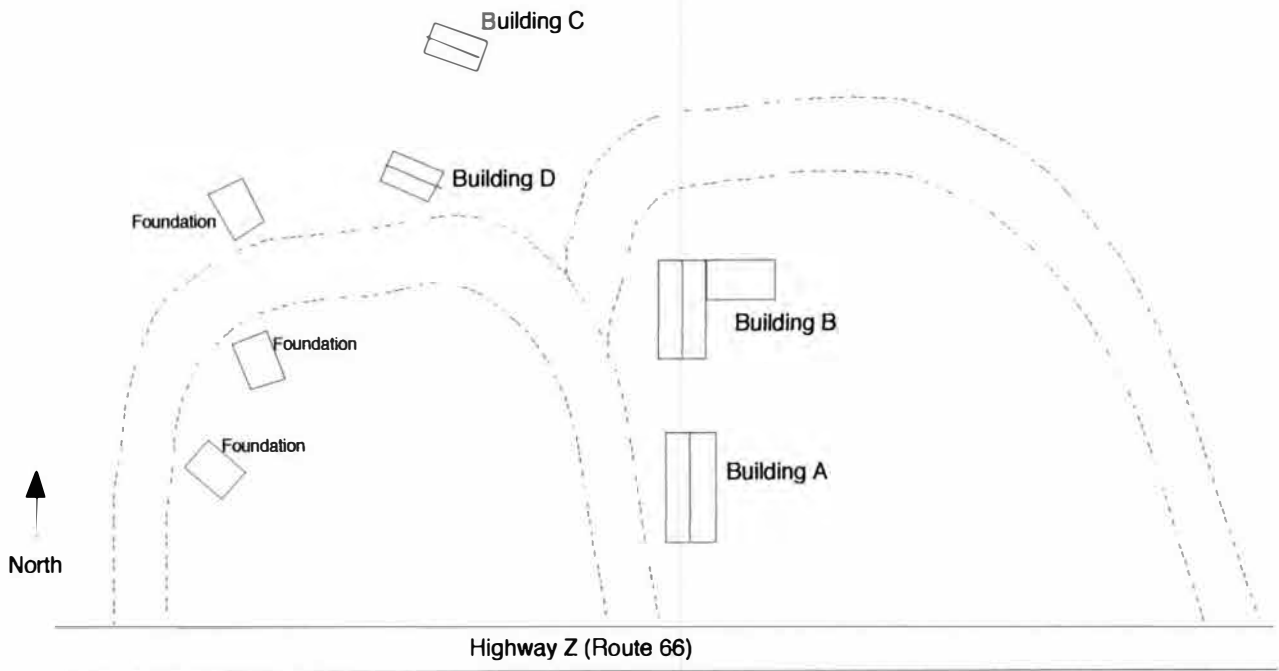 Building C
Building D
Foundation
Building B
Foundation
Foundation
Building A
North
Highway Z (Route 66)